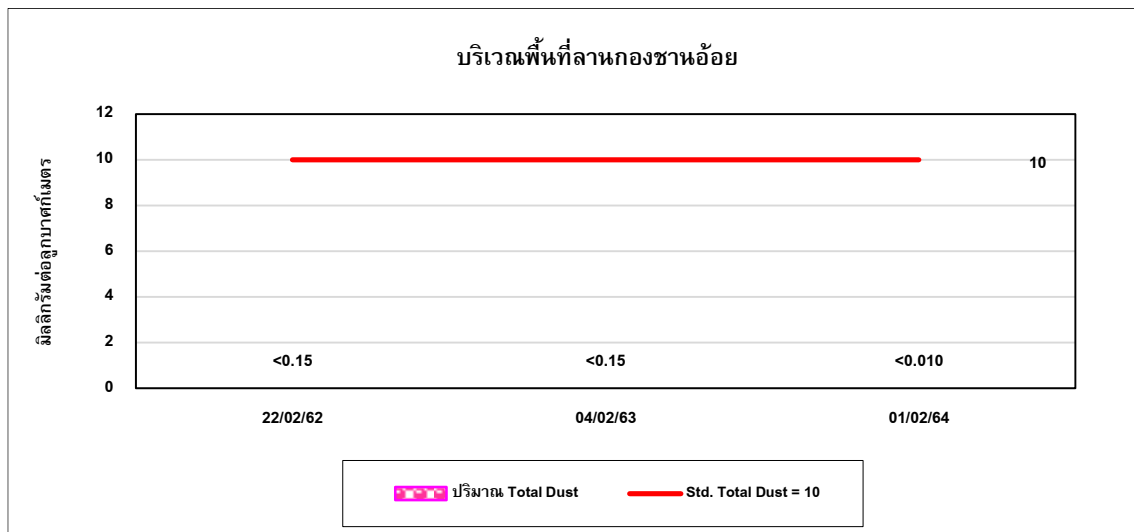 บริเวณพื้นที่ลานกองชานอ้อย
มิลลิกรัมต่อลูกบาศก์เมตร
12
10
8
6
4
2
0
10
<0.15 <0.15 <0.010
22/02/62 04/02/63 01/02/64
ปริมาณ Total Dust Std. Total Dust = 10